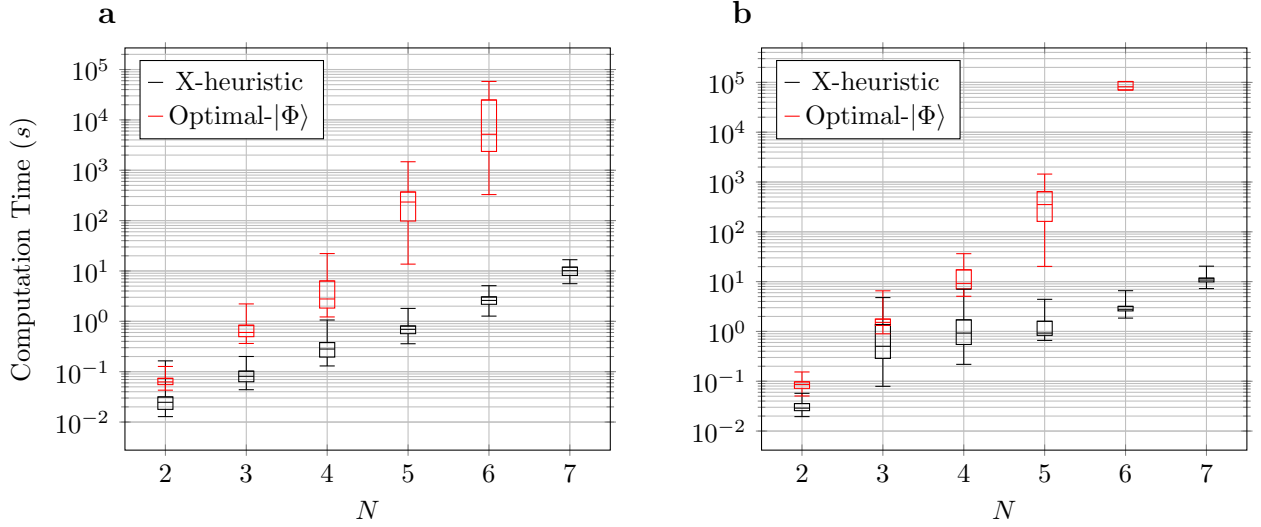 a
b
Computation Time (s)
10^5
10^4
10^3
10^2
10^1
10^0
10^−1
10^−2
X-heuristic
Optimal-|Φ⟩
2 3 4 5 6 7
N
10^5
10^4
10^3
10^2
10^1
10^0
10^−1
10^−2
X-heuristic
Optimal-|Φ⟩
2 3 4 5 6 7
N